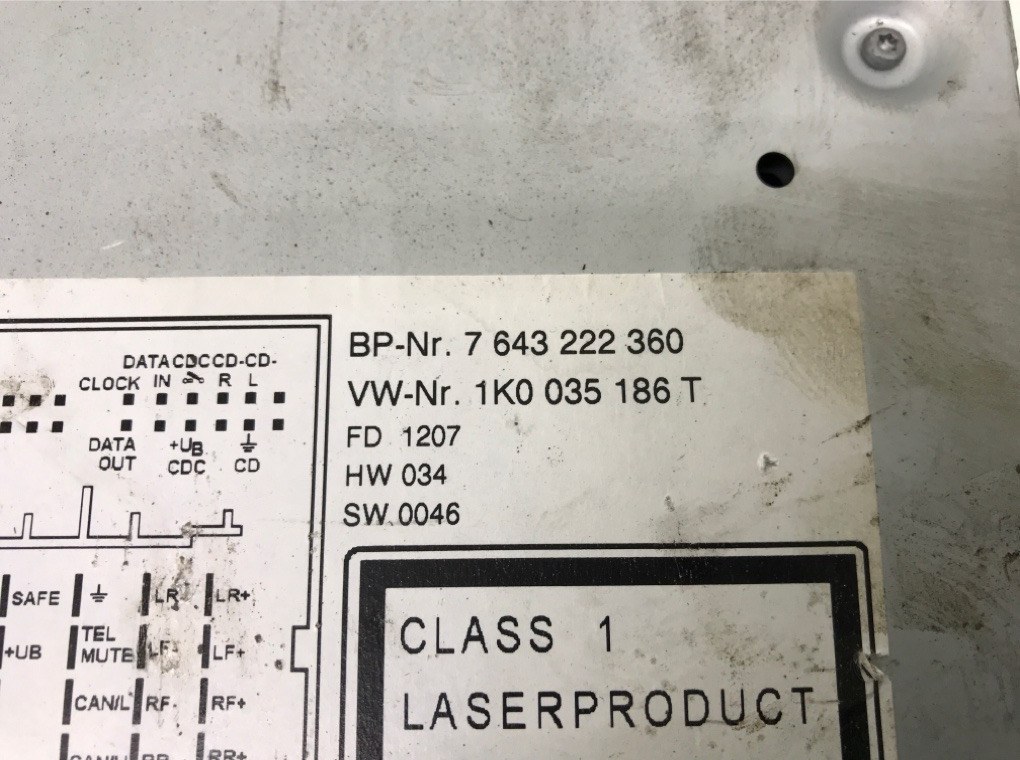 DATA CDC CD- CD-
CLOCK IN R L
DATA +UB
OUT CDC CD
BP-Nr. 7 643 222 360
VW-Nr. 1K0 035 186 T
FD 1207
HW 034
SW 0046
SAFE LR- LR+
+UB TEL MUTE LF- LF+
CAN/L RF- RF+
RR+
CLASS 1
LASERPRODUCT